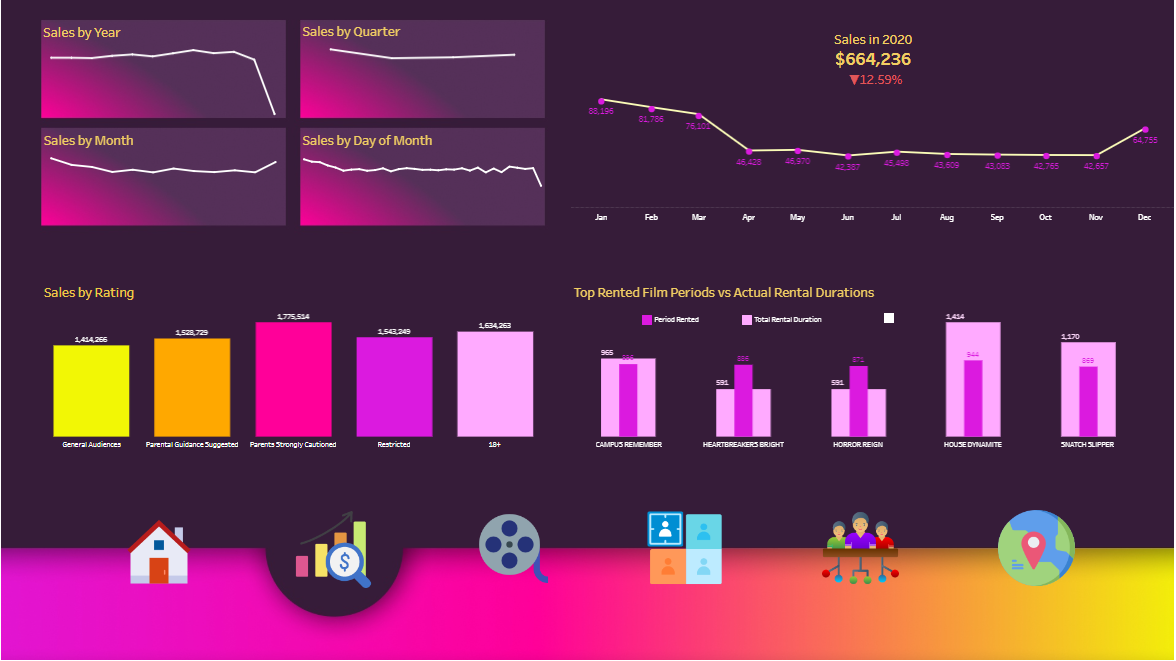 Sales by Year
Sales by Quarter
Sales by Month
Sales by Day of Month
Sales in 2020
$664,236
▼12.59%
88,196
81,786
76,101
46,428
46,970
42,387
45,498
43,609
43,083
42,765
42,657
64,755
Jan Feb Mar Apr May Jun Jul Aug Sep Oct Nov Dec
Sales by Rating
1,414,266
1,528,729
1,775,514
1,543,249
1,634,263
General Audiences
Parental Guidance Suggested
Parents Strongly Cautioned
Restricted
18+
Top Rented Film Periods vs Actual Rental Durations
Period Rented
Total Rental Duration
965
591
591
871
1,414
944
1,170
869
CAMPUS REMEMBER
HEARTBREAKERS BRIGHT
HORROR REIGN
HOUSE DYNAMITE
SNATCH SLIPPER
$